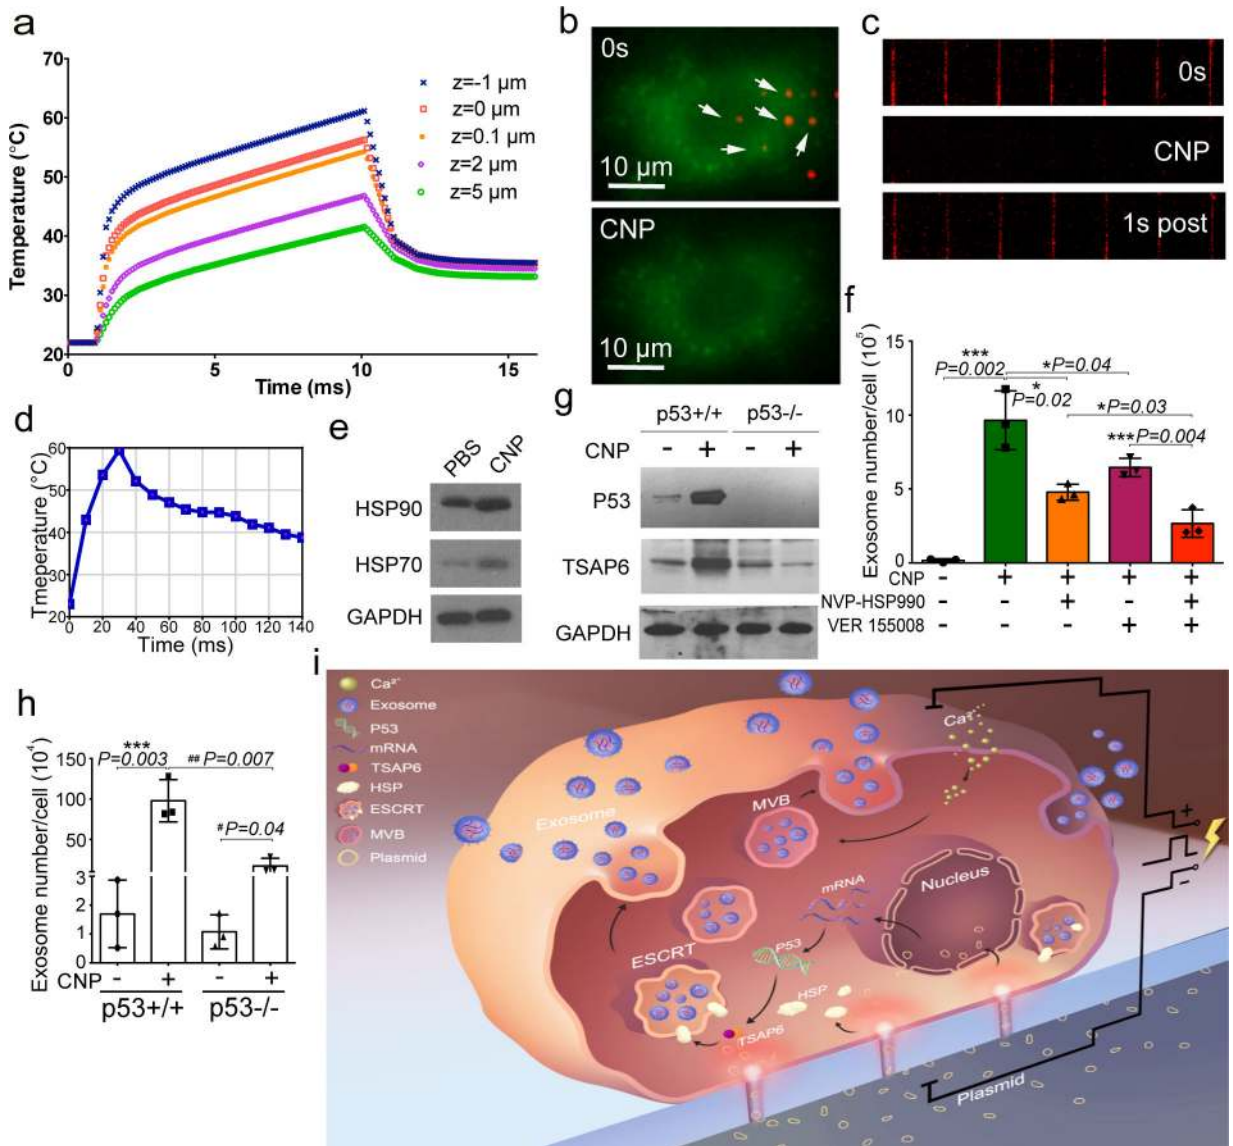 a
Temperature (°C)
70
60
50
40
30
20
0
5
10
15
Time (ms)
z=-1 µm
z=0 µm
z=0.1 µm
z=2 µm
z=5 µm
b
0s
10 µm
CNP
10 µm
c
0s
CNP
1s post
d
Tmeperature (°C)
60
50
40
30
20
0 20 40 60 80 100 120 140
Time (ms)
e
PBS CNP
HSP90
HSP70
GAPDH
g
p53+/+ p53-/-
CNP - + - +
P53
TSAP6
GAPDH
f
Exosome number/cell (10⁵)
15
10
5
0
***
P=0.002
*P=0.04
*
P=0.02
*P=0.03
***P=0.004
CNP - + + + +
NVP-HSP990 - - + - +
VER 155008 - - - + +
h
Exosome number/cell (10⁴)
150
100
50
3
2
1
0
***
P=0.003
##P=0.007
#P=0.04
CNP - + - +
p53+/+ p53-/-
i
Ca²⁺
Exosome
P53
mRNA
TSAP6
HSP
ESCRT
MVB
Plasmid
Exosome
MVB
Ca²⁺
mRNA
Nucleus
ESCRT
P53
HSP
TSAP6
Plasmid
+
-